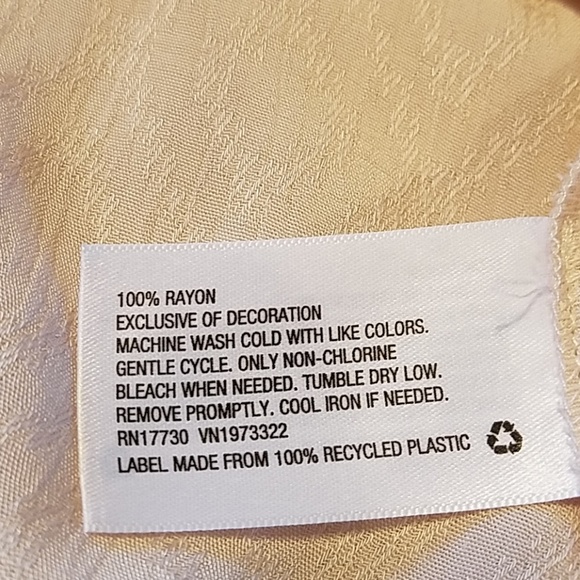 100% RAYON
EXCLUSIVE OF DECORATION
MACHINE WASH COLD WITH LIKE COLORS.
GENTLE CYCLE. ONLY NON-CHLORINE
BLEACH WHEN NEEDED. TUMBLE DRY LOW.
REMOVE PROMPTLY. COOL IRON IF NEEDED.
RN17730 VN1973322
LABEL MADE FROM 100% RECYCLED PLASTIC